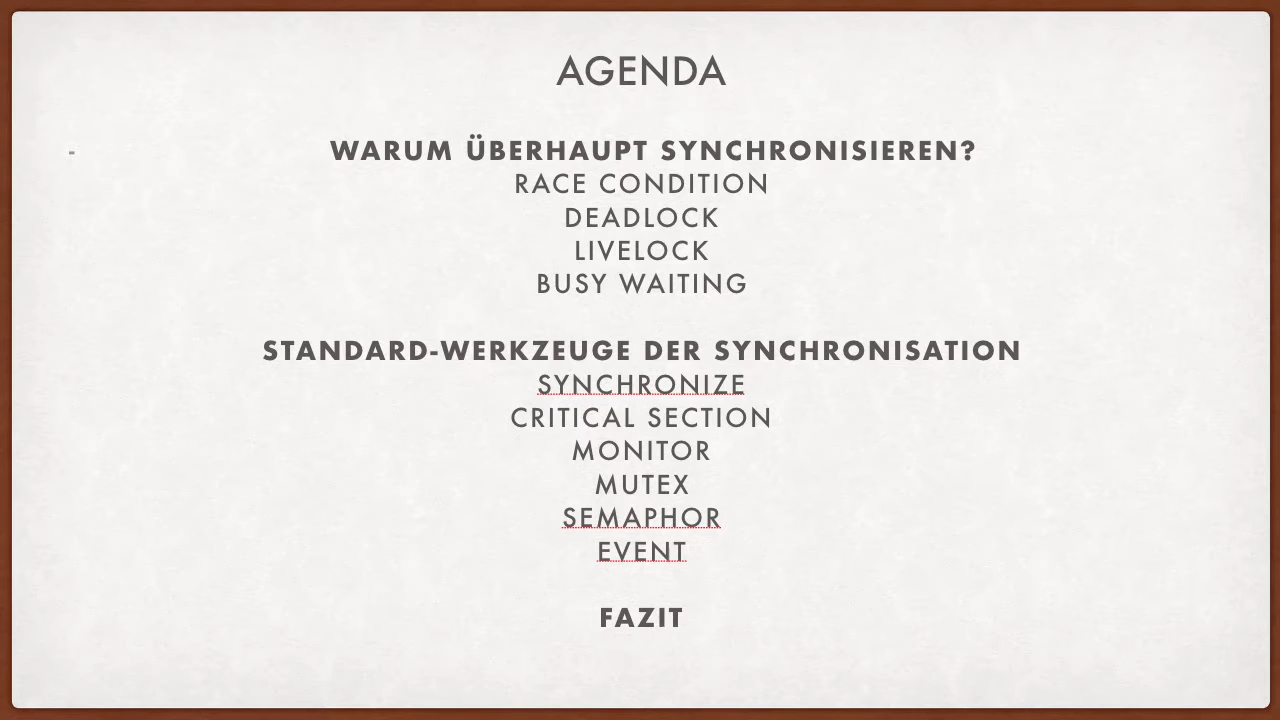 AGENDA
- WARUM ÜBERHAUPT SYNCHRONISIEREN?
RACE CONDITION
DEADLOCK
LIVELOCK
BUSY WAITING
STANDARD-WERKZEUGE DER SYNCHRONISATION
SYNCHRONIZE
CRITICAL SECTION
MONITOR
MUTEX
SEMAPHOR
EVENT
FAZIT